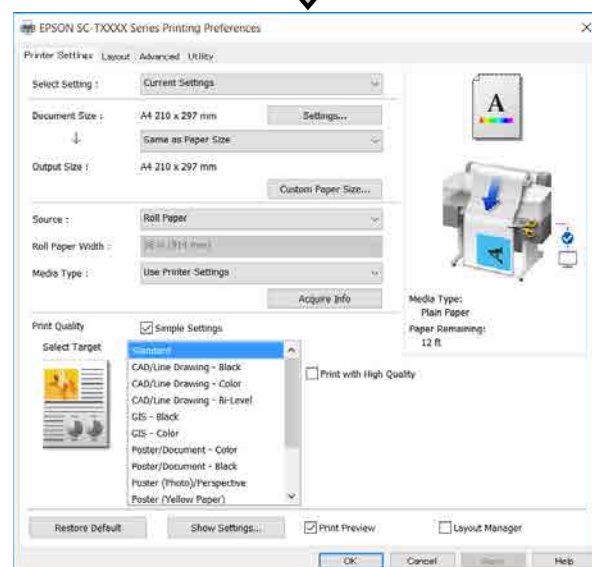 EPSON SC-TXXXX Series Printing Preferences
Printer Settings Layout Advanced Utility
Select Setting : Current Settings
Document Size : A4 210 x 297 mm Settings...
Same as Paper Size
Output Size : A4 210 x 297 mm
Custom Paper Size...
Source : Roll Paper
Roll Paper Width : 36 in (914 mm)
Media Type : Use Printer Settings
Acquire Info
A
A
Media Type:
Plain Paper
Paper Remaining:
12 ft
Print Quality Simple Settings
Select Target
Standard
CAD/Line Drawing - Black
CAD/Line Drawing - Color
CAD/Line Drawing - Bi-Level
GIS - Black
GIS - Color
Poster/Document - Color
Poster/Document - Black
Poster (Photo)/Perspective
Poster (Yellow Paper)
Print with High Quality
Restore Default Show Settings... Print Preview Layout Manager
OK Cancel Help